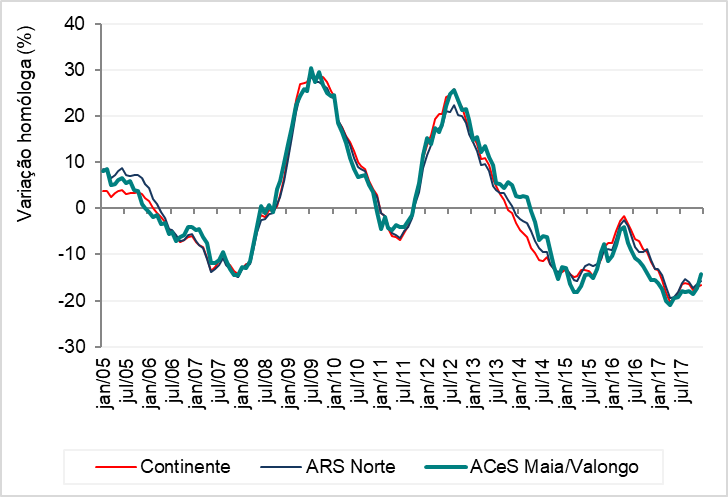 Variação homóloga (%)
40
30
20
10
0
-10
-20
-30
jan/05
jul/05
jan/06
jul/06
jan/07
jul/07
jan/08
jul/08
jan/09
jul/09
jan/10
jul/10
jan/11
jul/11
jan/12
jul/12
jan/13
jul/13
jan/14
jul/14
jan/15
jul/15
jan/16
jul/16
jan/17
jul/17
Continente ARS Norte ACeS Maia/Valongo